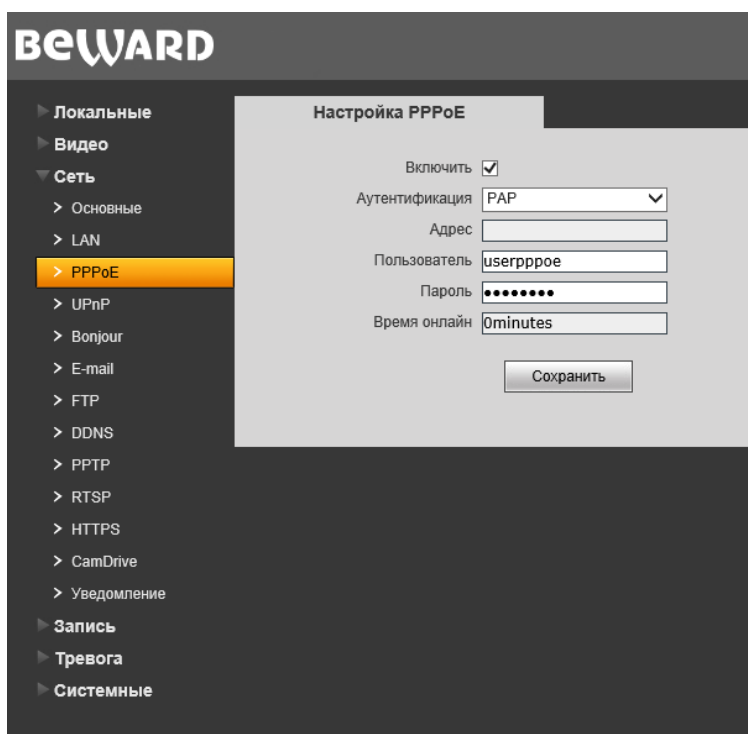 BEWARD
Локальные
Видео
Сеть
Основные
LAN
PPPoE
UPnP
Bonjour
E-mail
FTP
DDNS
PPTP
RTSP
HTTPS
CamDrive
Уведомление
Запись
Тревога
Системные
Настройка PPPoE
Включить
Аутентификация PAP
Адрес
Пользователь userpppoe
Пароль ••••••••
Время онлайн 0minutes
Сохранить